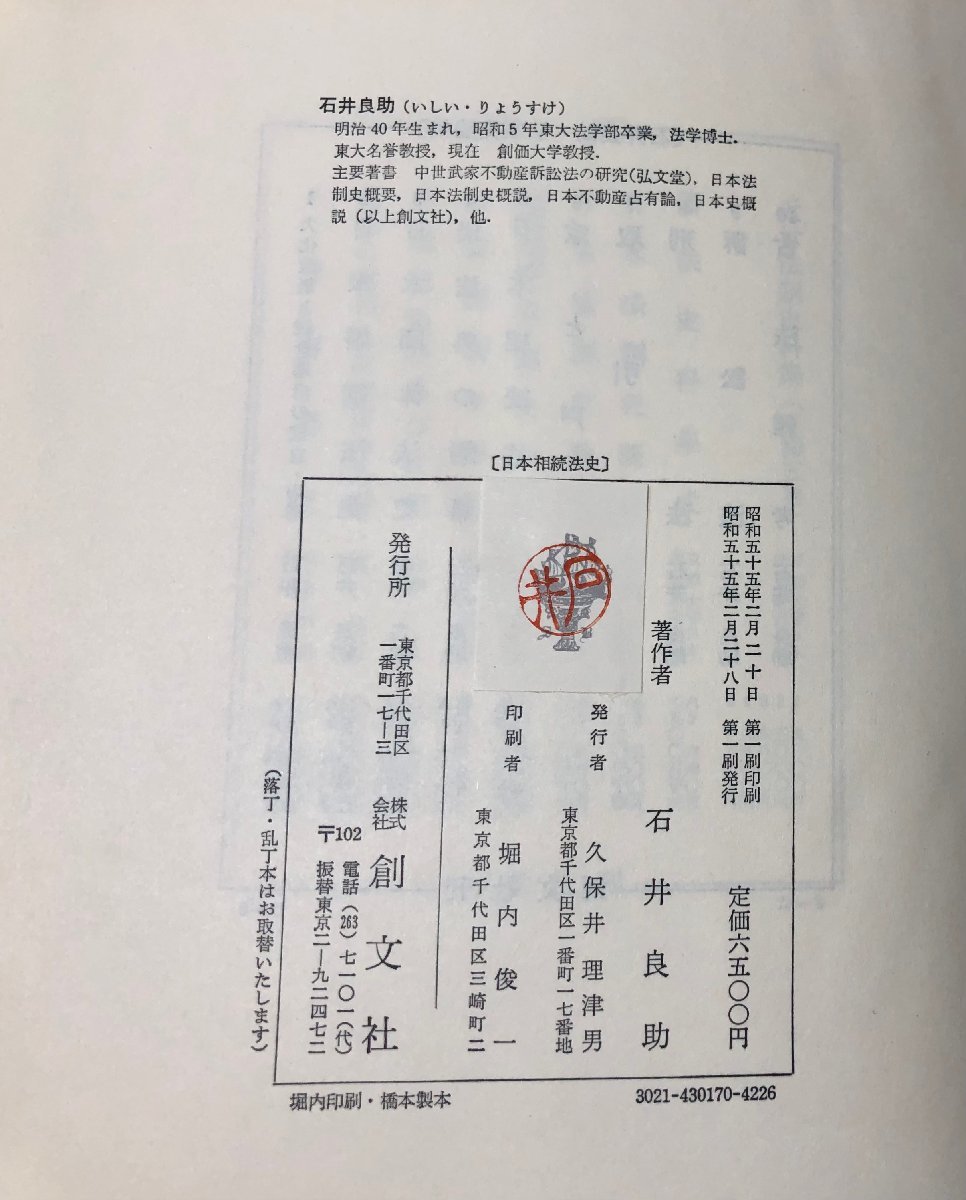 石井良助（いしい・りょうすけ）
明治40年生まれ，昭和5年東大法学部卒業，法学博士．
東大名誉教授，現在　創価大学教授．
主要著書　中世武家不動産訴訟法の研究（弘文堂），日本法
制史概要，日本法制史概説，日本不動産占有論，日本史概
説（以上創文社），他．
〔日本相続法史〕
昭和五十五年二月二十日　第一刷印刷
昭和五十五年二月二十八日　第一刷発行
定価六五〇〇円
著作者　石井良助
発行者　久保井理津男
東京都千代田区一番町一七番地
印刷者　堀内俊一
東京都千代田区三崎町二
石井
発行所
東京都千代田区
一番町一七―三
株式
会社
創文社
電話（263）七一〇一（代）
〒102　振替東京二―九二四七二
（落丁・乱丁本はお取替いたします）
堀内印刷・橋本製本
3021-430170-4226